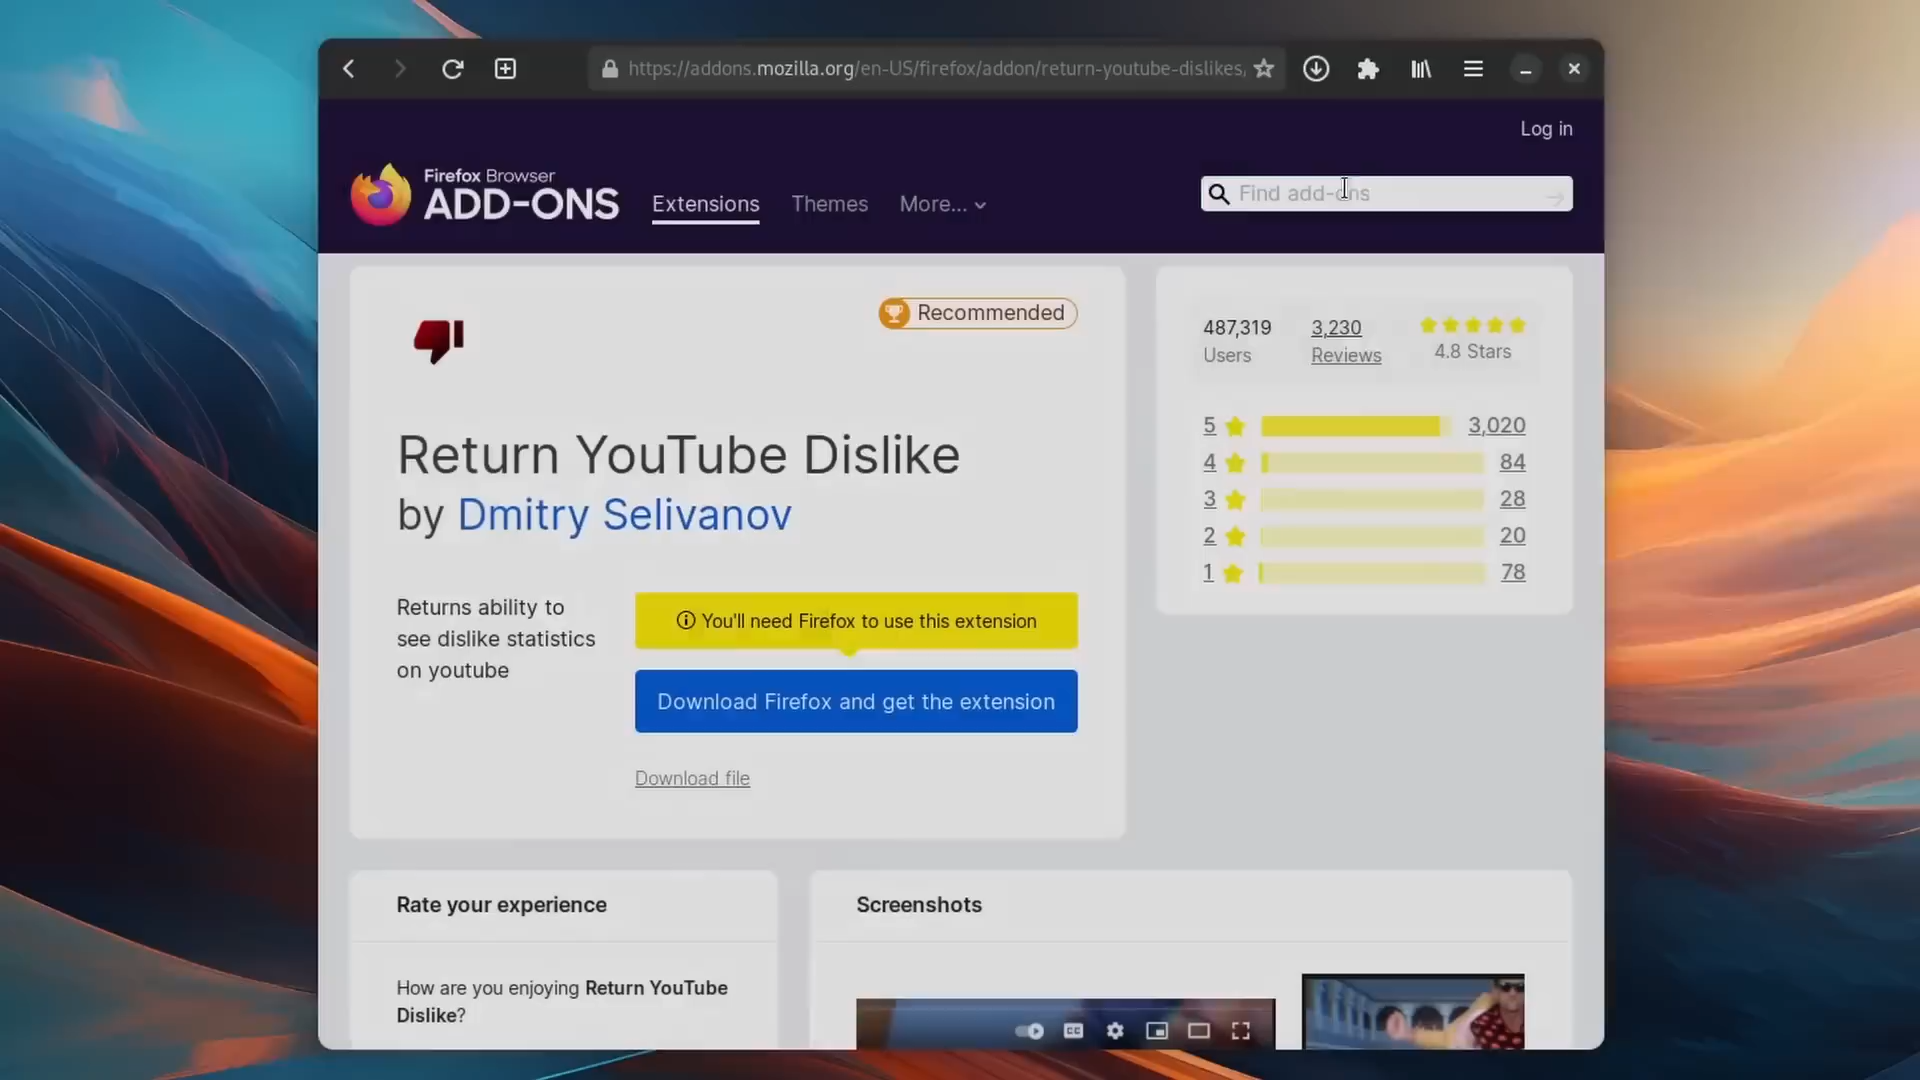 https://addons.mozilla.org/en-US/firefox/addon/return-youtube-dislikes
Log in
Firefox Browser
ADD-ONS
Extensions
Themes
More...
Find add-ons
Recommended
Return YouTube Dislike
by Dmitry Selivanov
Returns ability to
see dislike statistics
on youtube
You'll need Firefox to use this extension
Download Firefox and get the extension
Download file
487,319
Users
3,230
Reviews
4.8 Stars
5 3,020
4 84
3 28
2 20
1 78
Rate your experience
How are you enjoying Return YouTube
Dislike?
Screenshots
CC